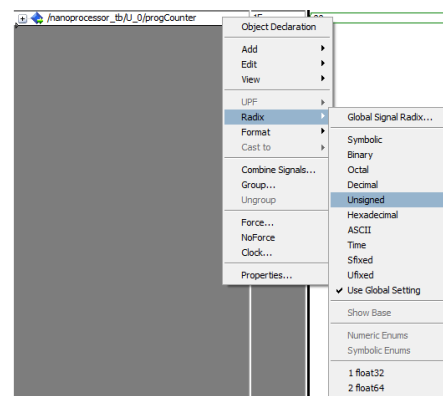 /nanoprocessor_tb/U_0/progCounter
Object Declaration
Add
Edit
View
UPF
Radix
Format
Cast to
Combine Signals...
Group...
Ungroup
Force...
NoForce
Clock...
Properties...
Global Signal Radix...
Symbolic
Binary
Octal
Decimal
Unsigned
Hexadecimal
ASCII
Time
Sfixed
Ufixed
Use Global Setting
Show Base
Numeric Enums
Symbolic Enums
1 float32
2 float64